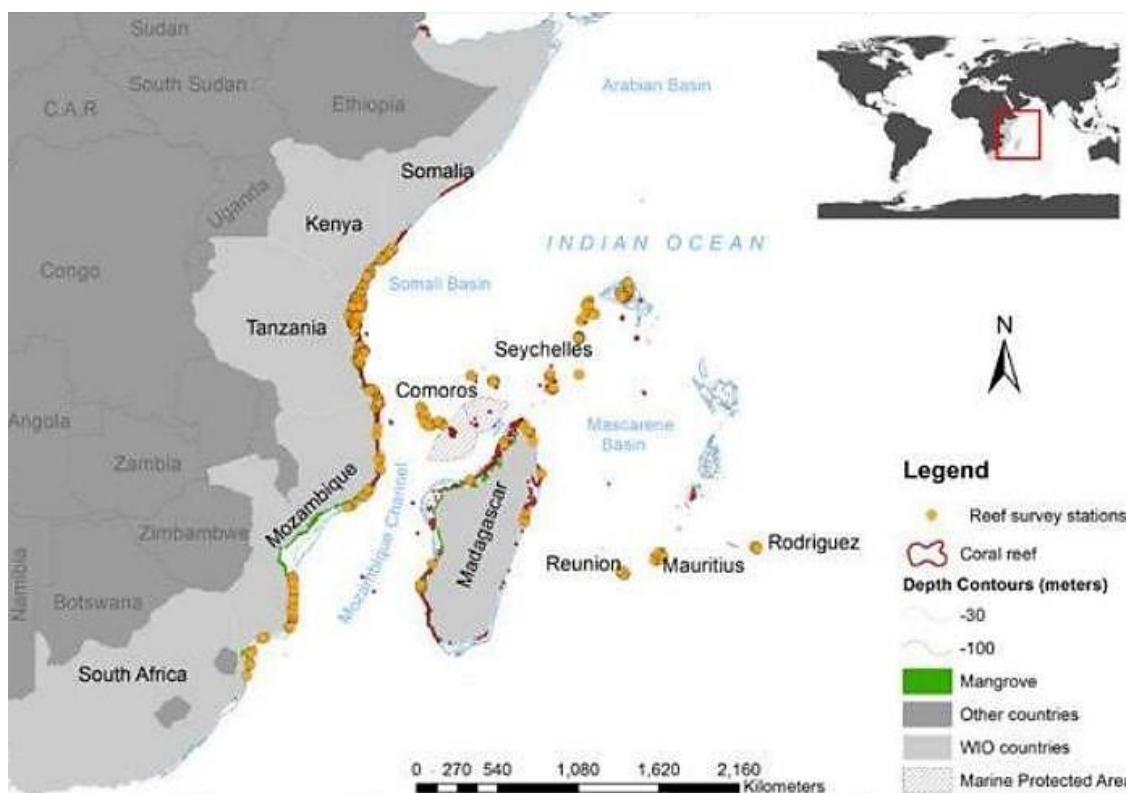 Sudan
South Sudan
C.A.R
Ethiopia
Arabian Basin
Somalia
Uganda
Kenya
INDIAN OCEAN
Congo
Somali Basin
Tanzania
N
Seychelles
Comoros
Angola
Mascarene
Basin
Zambia
Mozambique
Mozambique Channel
Madagascar
Zimbabwe
Namibia
Botswana
Reunion
Mauritius
Rodriguez
South Africa
Legend
Reef survey stations
Coral reef
Depth Contours (meters)
-30
-100
Mangrove
Other countries
WIO countries
Marine Protected Area
0 - 270 540 1,080 1,620 2,160
Kilometers